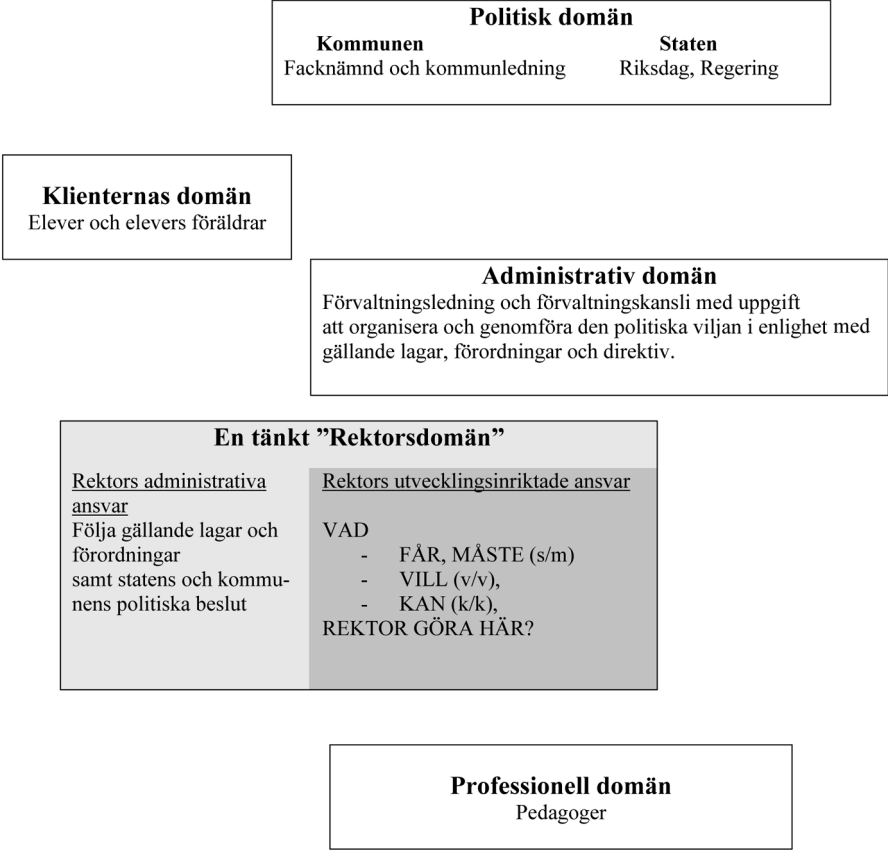 Politisk domän
Kommunen Staten
Facknämnd och kommunledning Riksdag, Regering
Klienternas domän
Elever och elevers föräldrar
Administrativ domän
Förvaltningsledning och förvaltningskansli med uppgift
att organisera och genomföra den politiska viljan i enlighet med
gällande lagar, förordningar och direktiv.
En tänkt ”Rektorsdomän”
Rektors administrativa
ansvar
Följa gällande lagar och
förordningar
samt statens och kommu-
nens politiska beslut
Rektors utvecklingsinriktade ansvar
VAD
- FÅR, MÅSTE (s/m)
- VILL (v/v),
- KAN (k/k),
REKTOR GÖRA HÄR?
Professionell domän
Pedagoger